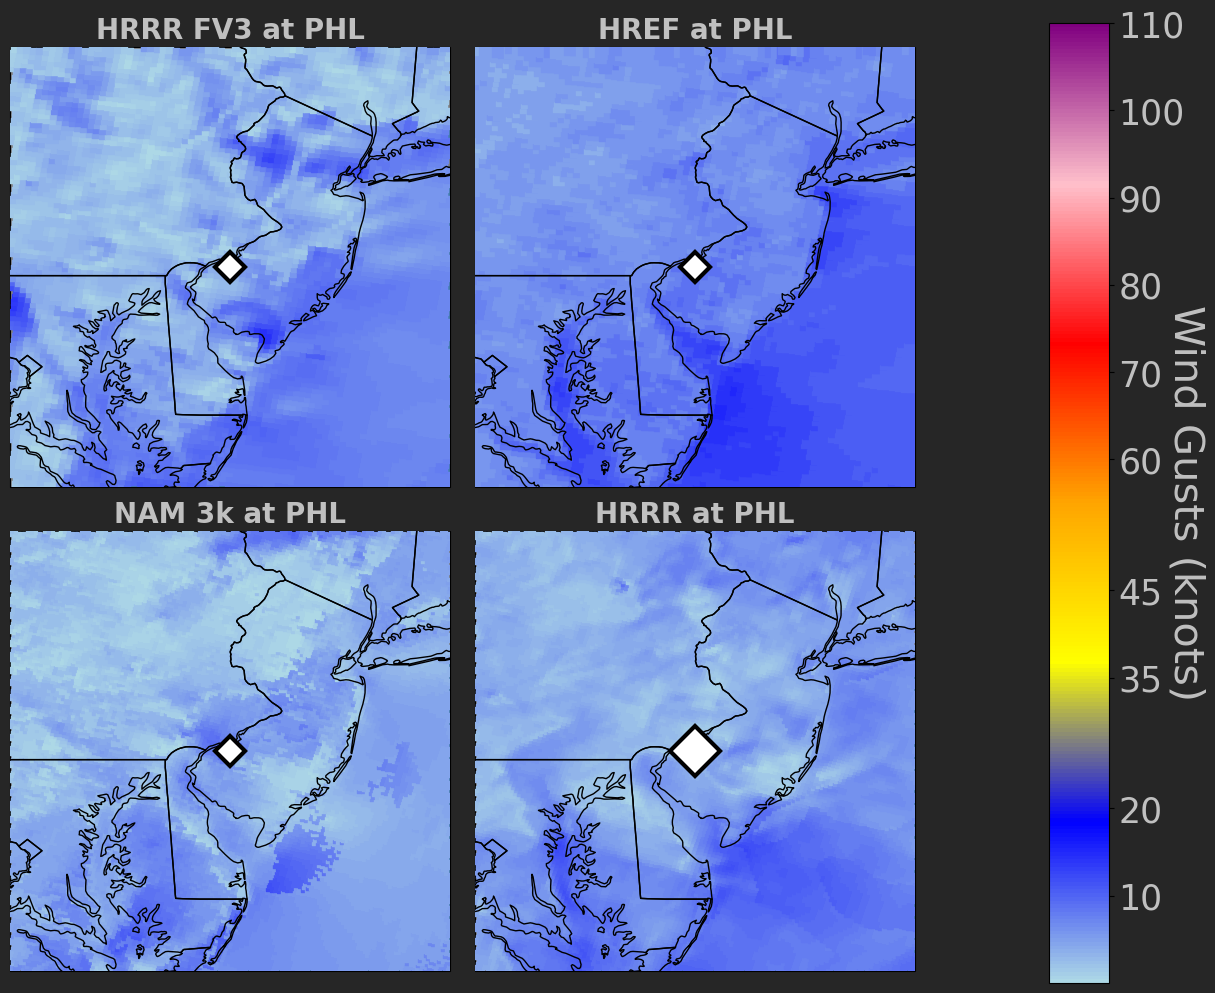 HRRR FV3 at PHL
HREF at PHL
NAM 3k at PHL
HRRR at PHL
110
100
90
80
70
60
45
35
20
10
Wind Gusts (knots)